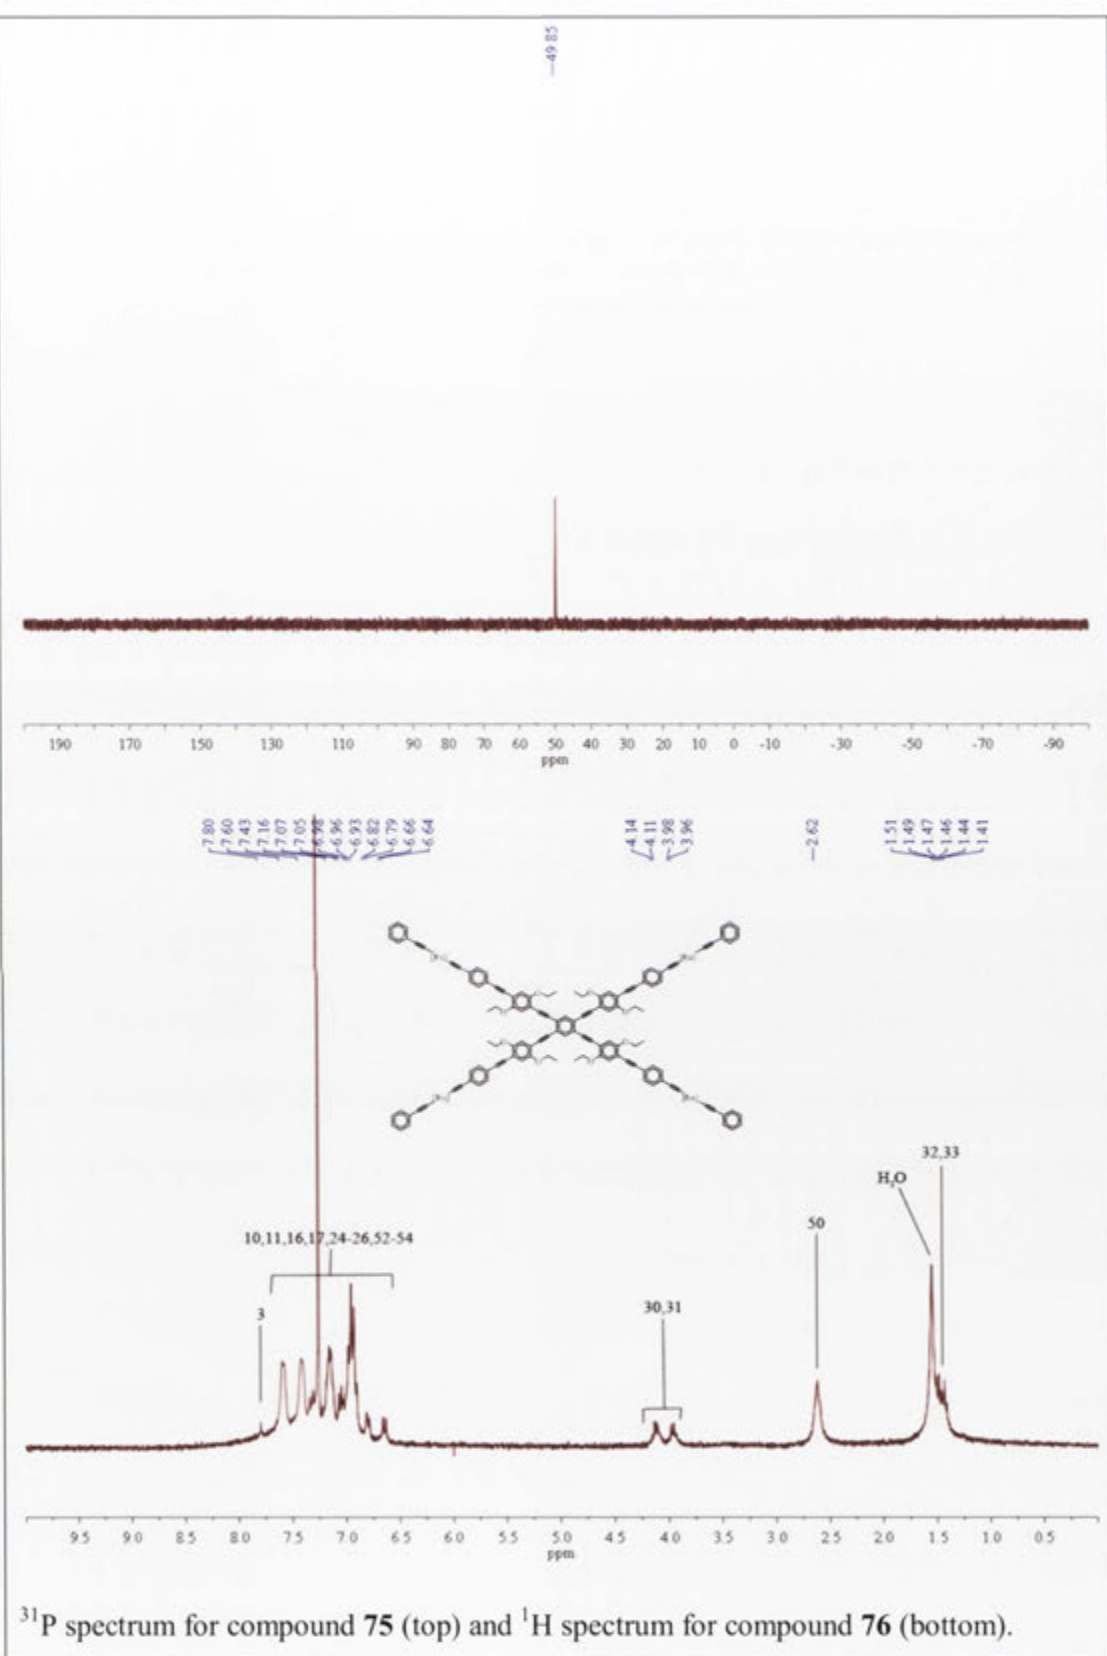 —49.85
190 170 150 130 110 90 80 70 60 50 40 30 20 10 0 -10 -30 -50 -70 -90
ppm
7.80 7.60 7.43 7.16 7.07 7.05 6.98 6.96 6.93 6.82 6.79 6.66 6.64 4.14 4.11 3.98 3.96 —2.62 1.51 1.49 1.47 1.46 1.44 1.41
32,33
H₂O
50
10,11,16,17,24-26,52-54
30,31
3
9.5 9.0 8.5 8.0 7.5 7.0 6.5 6.0 5.5 5.0 4.5 4.0 3.5 3.0 2.5 2.0 1.5 1.0 0.5
ppm
³¹P spectrum for compound 75 (top) and ¹H spectrum for compound 76 (bottom).